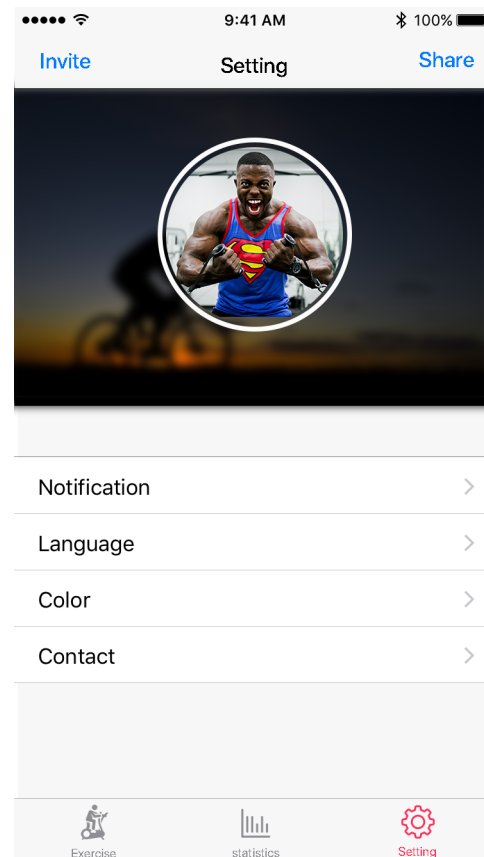 9:41 AM
100%
Invite
Setting
Share
Notification
Language
Color
Contact
Exercise
statistics
Setting